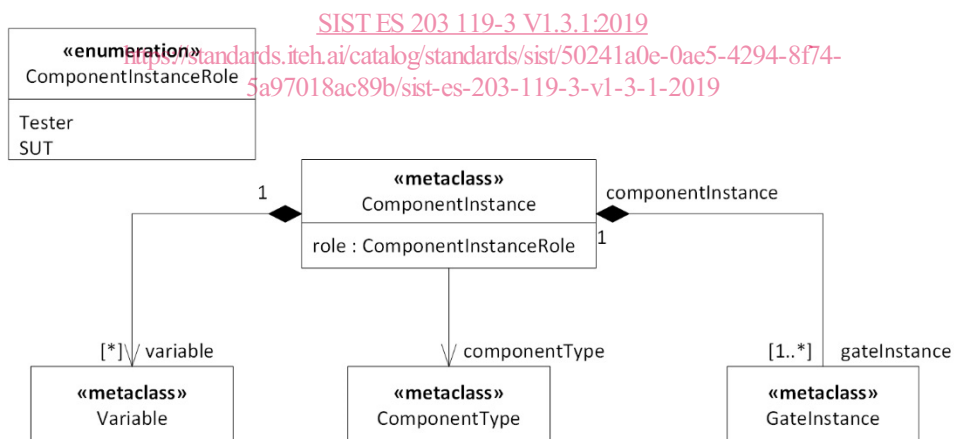 SIST ES 203 119-3 V1.3.1:2019
https://standards.iteh.ai/catalog/standards/sist/50241a0e-0ae5-4294-8f74-
5a97018ac89b/sist-es-203-119-3-v1-3-1-2019
«enumeration»
ComponentInstanceRole
Tester
SUT
«metaclass»
ComponentInstance
role : ComponentInstanceRole
1
componentInstance
1
[*]
variable
componentType
[1..*]
gateInstance
«metaclass»
Variable
«metaclass»
ComponentType
«metaclass»
GateInstance